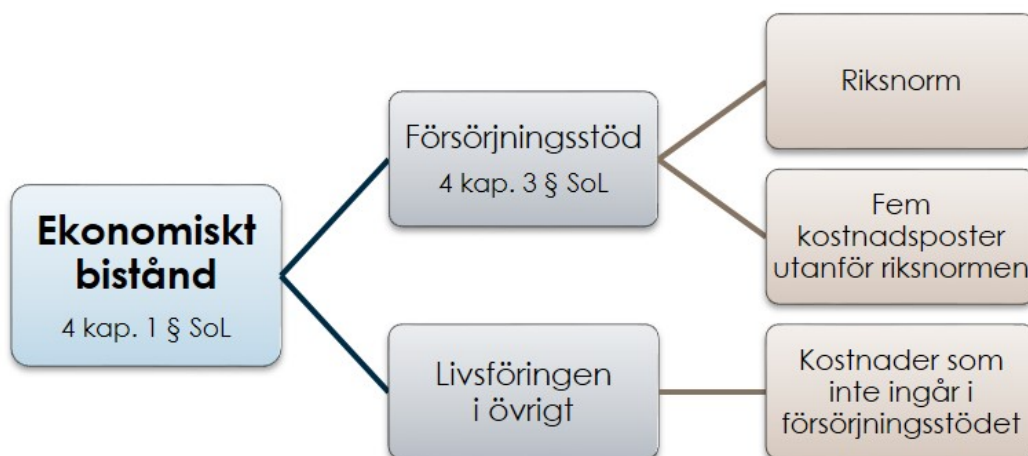 Ekonomiskt
bistånd
4 kap. 1 § SoL
Försörjningsstöd
4 kap. 3 § SoL
Riksnorm
Fem
kostnadsposter
utanför riksnormen
Livsföringen
i övrigt
Kostnader som
inte ingår i
försörjningsstödet